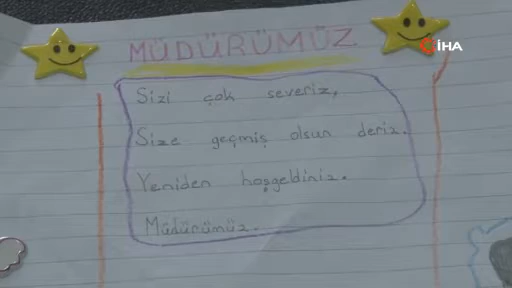 MÜDÜRÜMÜZ
İHA
Sizi çok severiz,
Size geçmiş olsun deriz.
Yeniden hoşgeldiniz.
Müdürümüz.